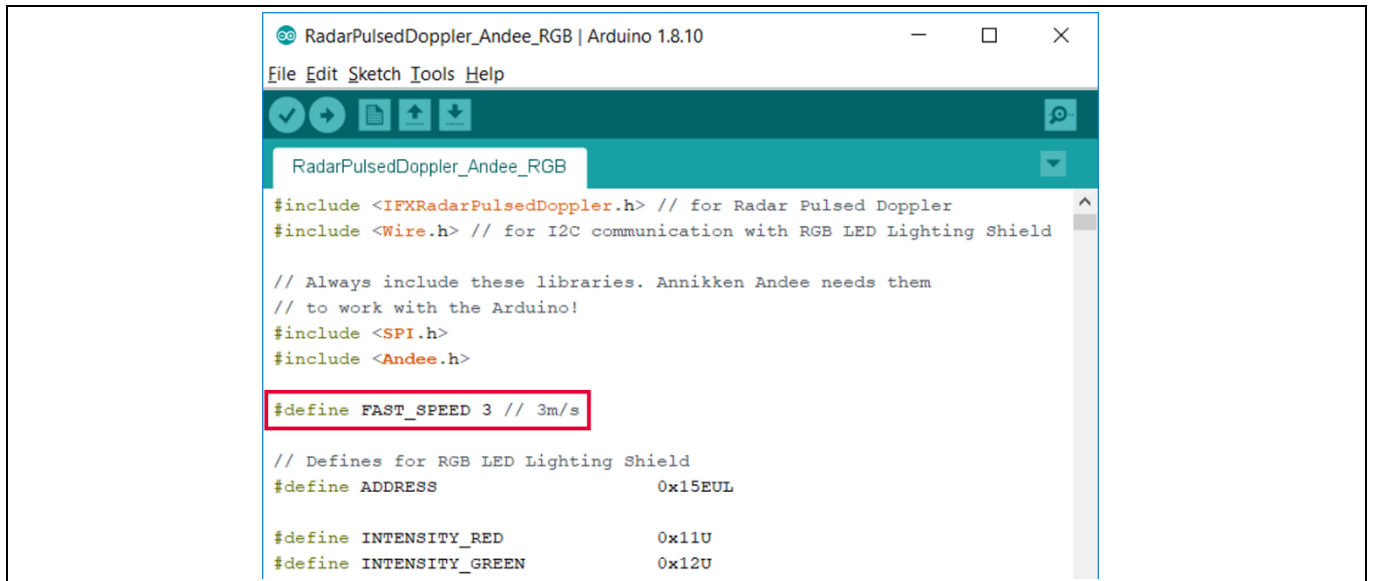 RadarPulsedDoppler_Andee_RGB | Arduino 1.8.10
File Edit Sketch Tools Help
RadarPulsedDoppler_Andee_RGB
#include <IFXRadarPulsedDoppler.h> // for Radar Pulsed Doppler
#include <Wire.h> // for I2C communication with RGB LED Lighting Shield
// Always include these libraries. Annikken Andee needs them
// to work with the Arduino!
#include <SPI.h>
#include <Andee.h>
#define FAST_SPEED 3 // 3m/s
// Defines for RGB LED Lighting Shield
#define ADDRESS 0x15EUL
#define INTENSITY_RED 0x11U
#define INTENSITY_GREEN 0x12U